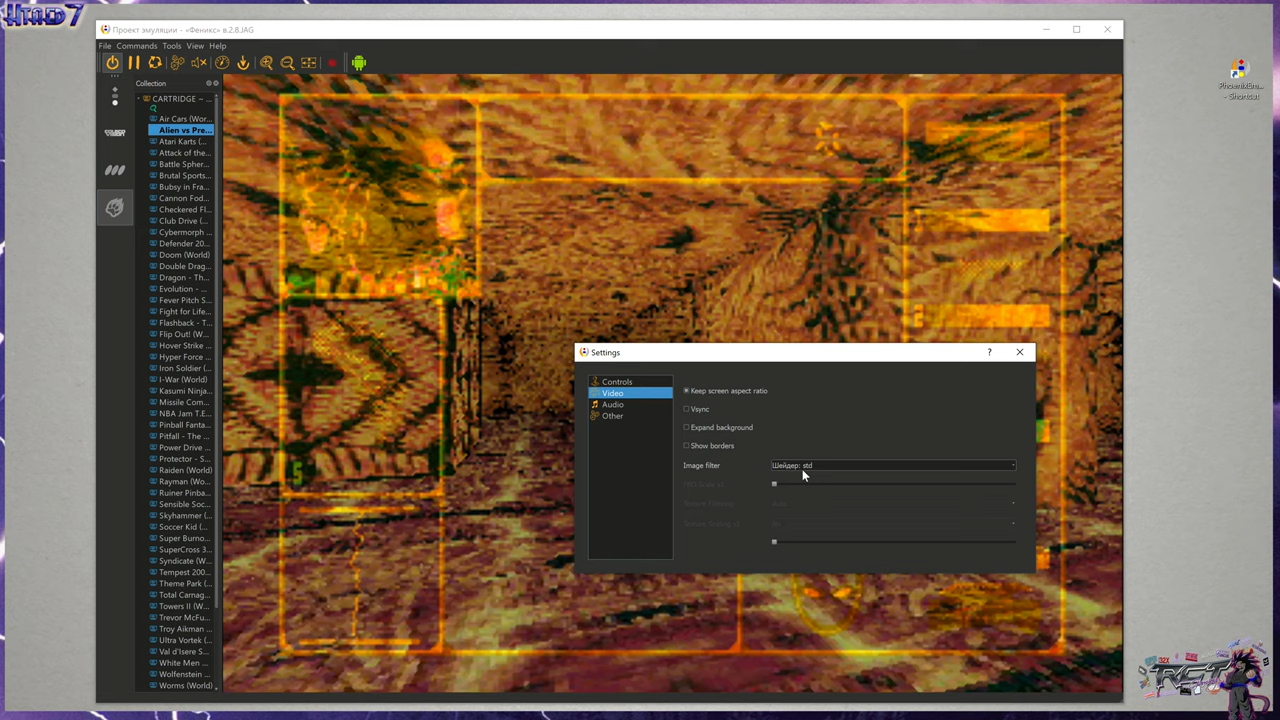 Htaed 7
Проект эмуляции - «Феникс» в.2.8.JAG
File Commands Tools View Help
Collection
CARTRIDGE ~ ...
Air Cars (Wor...
Alien vs Pre...
Atari Karts (...
Attack of the...
Battle Spher...
Brutal Sports...
Bubsy in Fra...
Cannon Fod...
Checkered Fl...
Club Drive (...
Cybermorph ...
Defender 20...
Doom (World)
Double Drag...
Dragon - Th...
Evolution - ...
Fever Pitch S...
Fight for Life...
Flashback - T...
Flip Out! (W...
Hover Strike ...
Hyper Force ...
Iron Soldier (...
I-War (World)
Kasumi Ninja...
Missile Com...
NBA Jam T.E...
Pinball Fanta...
Pitfall - The ...
Power Drive ...
Protector - S...
Raiden (World)
Rayman (Wor...
Ruiner Pinba...
Sensible Soc...
Skyhammer (...
Soccer Kid (...
Super Burno...
SuperCross 3...
Syndicate (W...
Tempest 200...
Theme Park (...
Total Carnag...
Towers II (W...
Trevor McFu...
Troy Aikman ...
Ultra Vortek (...
Val d'Isere S...
White Men ...
Wolfenstein ...
Worms (World)
Settings
?
Controls
Video
Audio
Other
Keep screen aspect ratio
Vsync
Expand background
Show borders
Image filter
Шейдер: std
PhoenixEm...
- Shortcut